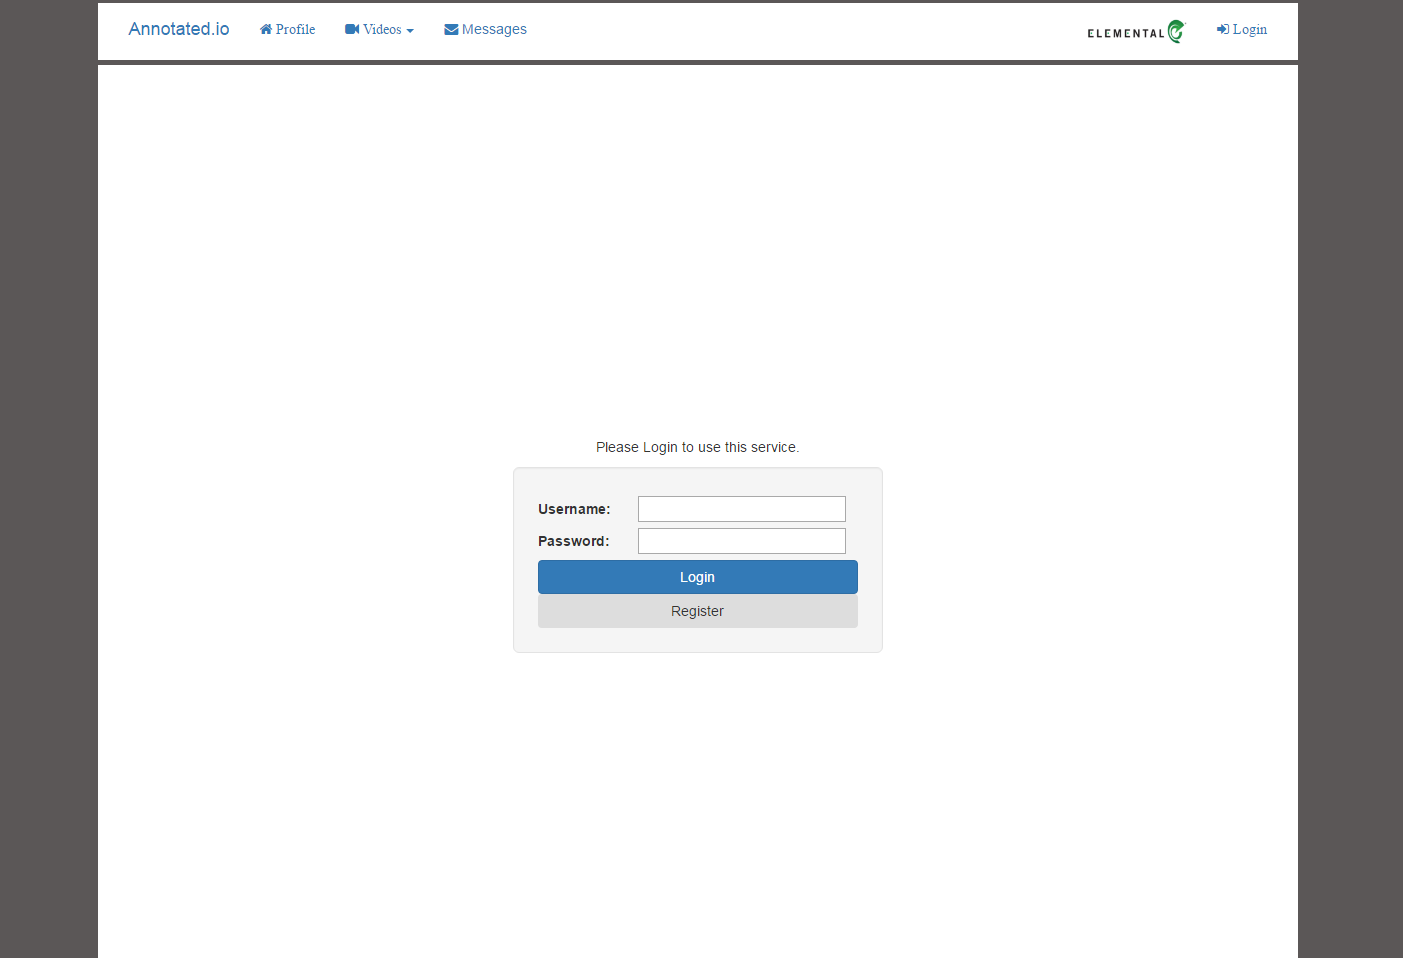 Annotated.io Profile Videos Messages ELEMENTAL Login
Please Login to use this service.
Username:
Password:
Login
Register